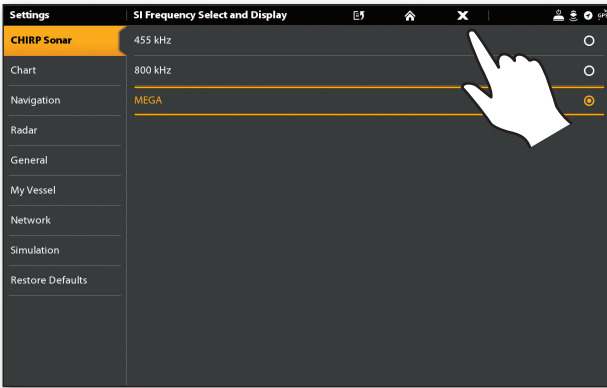 Settings
SI Frequency Select and Display
X
GPS
CHIRP Sonar
455 kHz
Chart
800 kHz
Navigation
MEGA
Radar
General
My Vessel
Network
Simulation
Restore Defaults